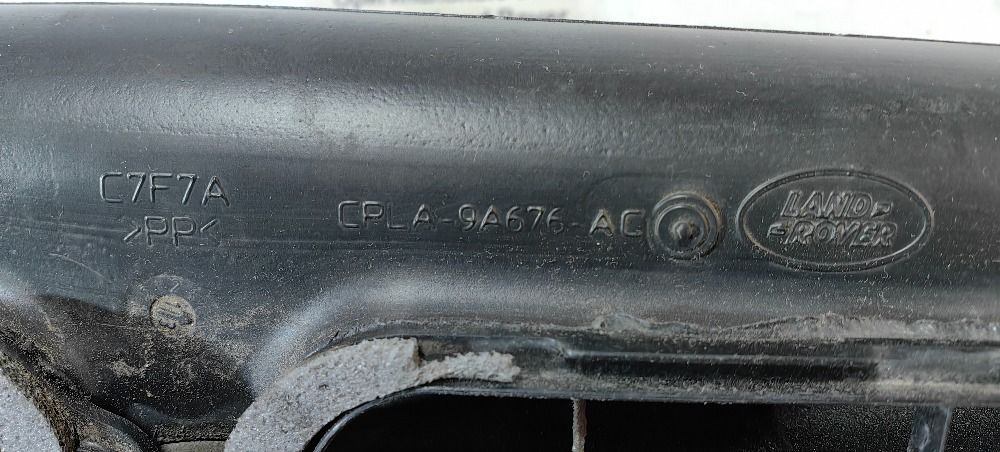 C7F7A
>PP<
CPLA-9A676-AC
LAND-
-ROVER